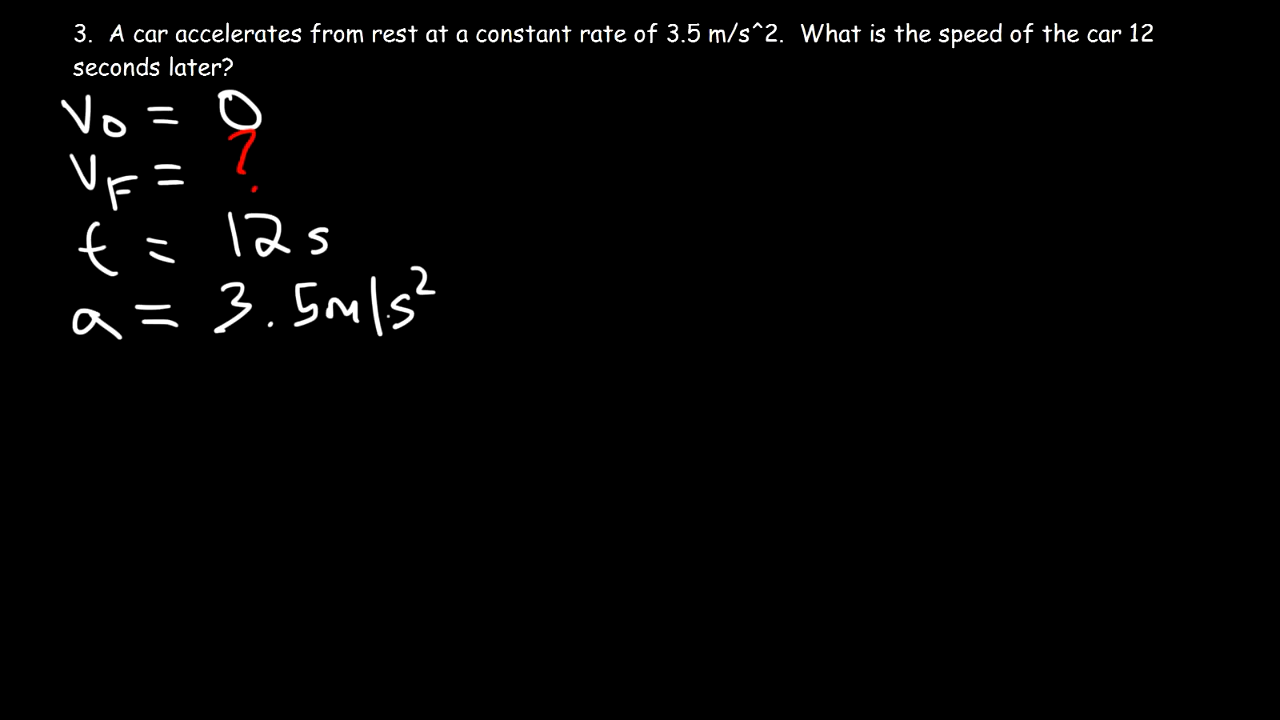 3. A car accelerates from rest at a constant rate of 3.5 m/s^2. What is the speed of the car 12
seconds later?
v₀ = 0
v_F = ?
t = 12 s
a = 3.5 m/s²